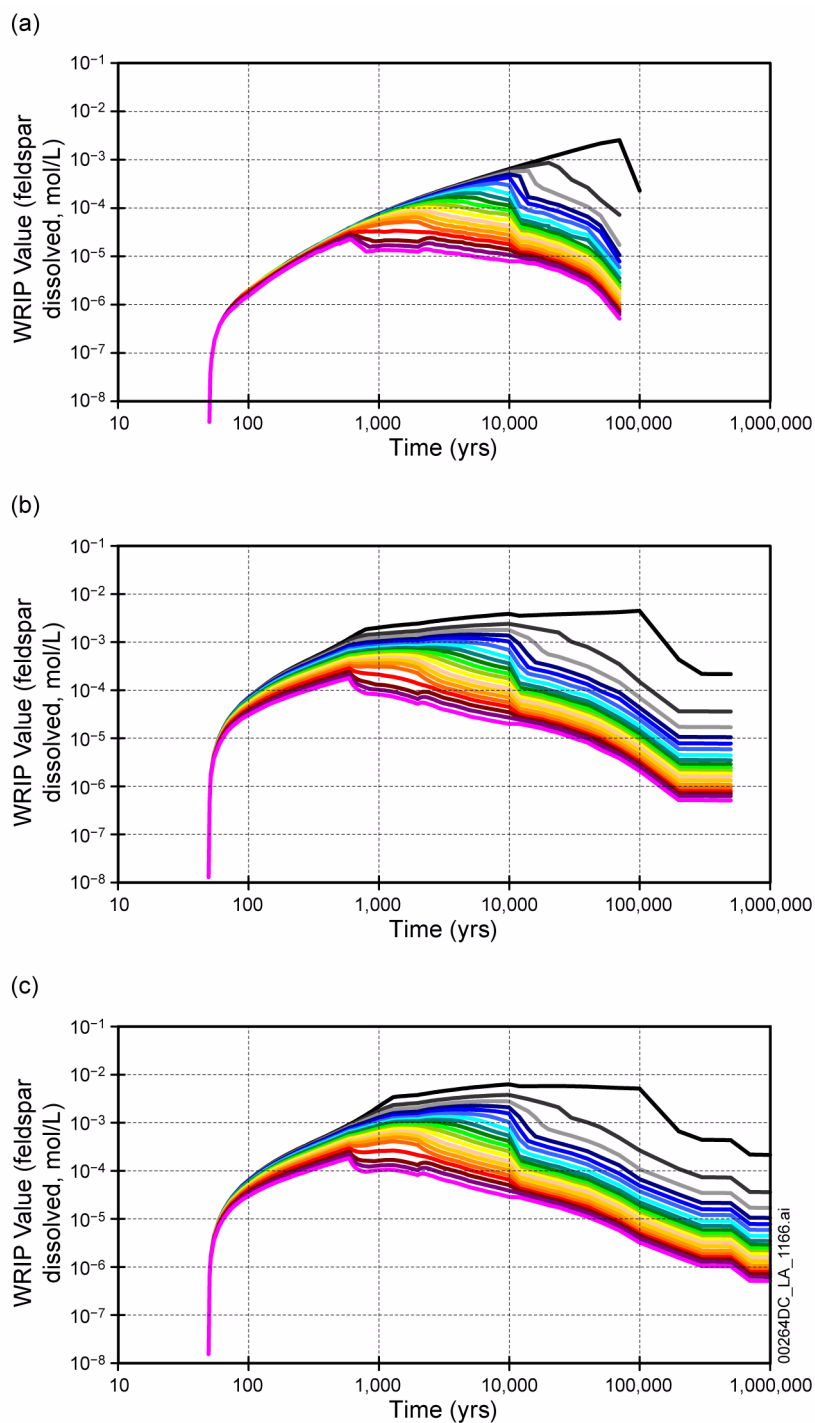 (a)
WRIP Value (feldspar
dissolved, mol/L)
10⁻¹
10⁻²
10⁻³
10⁻⁴
10⁻⁵
10⁻⁶
10⁻⁷
10⁻⁸
10 100 1,000 10,000 100,000 1,000,000
Time (yrs)
(b)
WRIP Value (feldspar
dissolved, mol/L)
10⁻¹
10⁻²
10⁻³
10⁻⁴
10⁻⁵
10⁻⁶
10⁻⁷
10⁻⁸
10 100 1,000 10,000 100,000 1,000,000
Time (yrs)
(c)
WRIP Value (feldspar
dissolved, mol/L)
10⁻¹
10⁻²
10⁻³
10⁻⁴
10⁻⁵
10⁻⁶
10⁻⁷
10⁻⁸
10 100 1,000 10,000 100,000 1,000,000
Time (yrs)
00264DC_LA_1166.ai